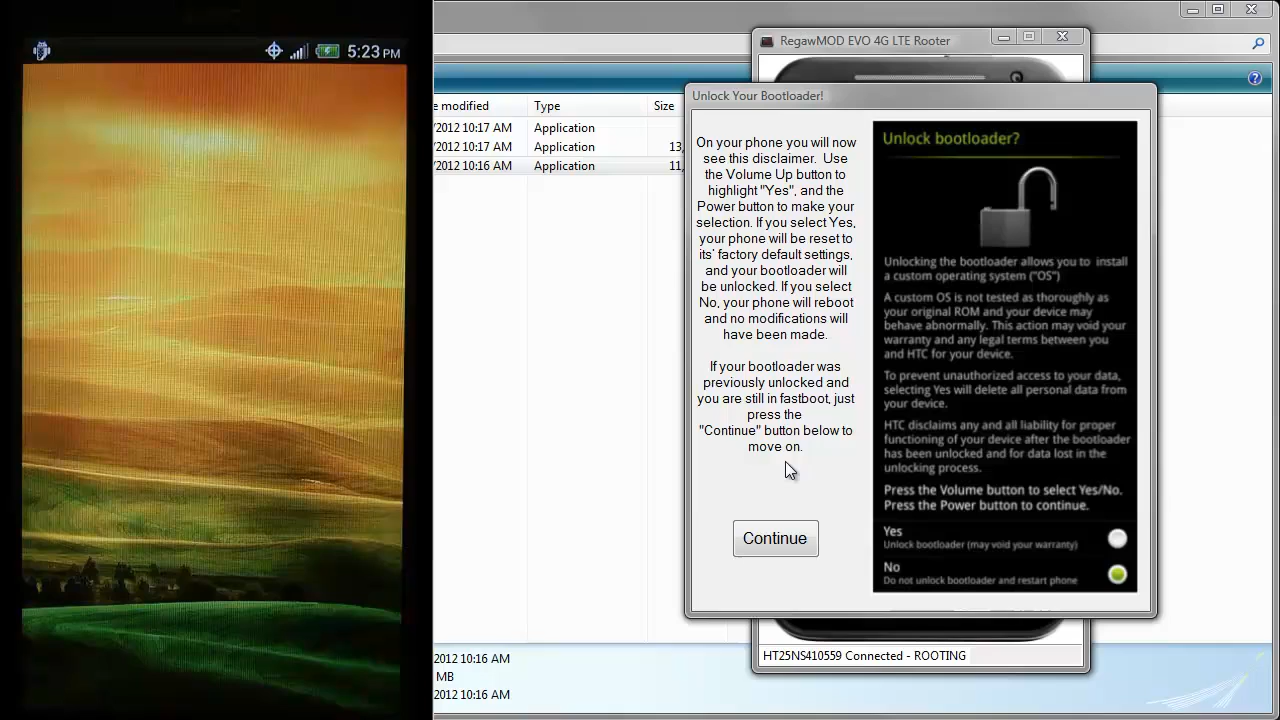 5:23 PM
e modified Type Size
/2012 10:17 AM Application
/2012 10:17 AM Application 13,
/2012 10:16 AM Application 11,
RegawMOD EVO 4G LTE Rooter
Unlock Your Bootloader!
On your phone you will now
see this disclaimer. Use
the Volume Up button to
highlight "Yes", and the
Power button to make your
selection. If you select Yes,
your phone will be reset to
its' factory default settings,
and your bootloader will
be unlocked. If you select
No, your phone will reboot
and no modifications will
have been made.
If your bootloader was
previously unlocked and
you are still in fastboot, just
press the
"Continue" button below to
move on.
Continue
Unlock bootloader?
Unlocking the bootloader allows you to install
a custom operating system ("OS")
A custom OS is not tested as thoroughly as
your original ROM and your device may
behave abnormally. This action may void your
warranty and any legal terms between you
and HTC for your device.
To prevent unauthorized access to your data,
selecting Yes will delete all personal data from
your device.
HTC disclaims any and all liability for proper
functioning of your device after the bootloader
has been unlocked and for data lost in the
unlocking process.
Press the Volume button to select Yes/No.
Press the Power button to continue.
Yes
Unlock bootloader (may void your warranty)
No
Do not unlock bootloader and restart phone
HT25NS410559 Connected - ROOTING
2012 10:16 AM
MB
2012 10:16 AM